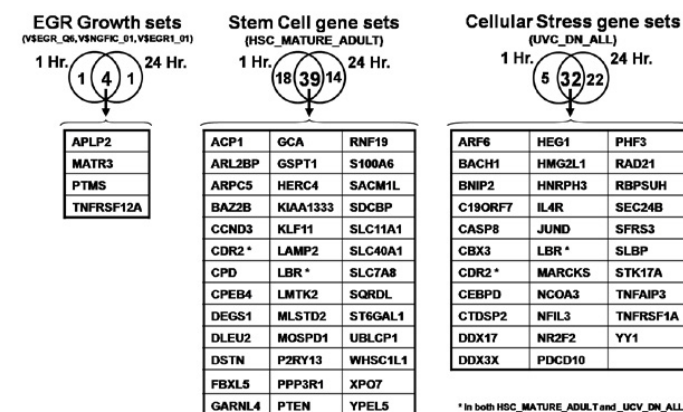 EGR Growth sets
(V$EGR_Q6,V$NGFIC_01,V$EGR1_01)
1 Hr. 24 Hr.
1 4 1
APLP2
MATR3
PTMS
TNFRSF12A
Stem Cell gene sets
(HSC_MATURE_ADULT)
1 Hr. 24 Hr.
18 39 14
ACP1 GCA RNF19
ARL2BP GSPT1 S100A6
ARPC5 HERC4 SACM1L
BAZ2B KIAA1333 SDCBP
CCND3 KLF11 SLC11A1
CDR2 * LAMP2 SLC40A1
CPD LBR * SLC7A8
CPEB4 LMTK2 SQRDL
DEGS1 MLSTD2 ST6GAL1
DLEU2 MOSPD1 UBLCP1
DSTN P2RY13 WHSC1L1
FBXL5 PPP3R1 XPO7
GARNL4 PTEN YPEL5
Cellular Stress gene sets
(UVC_DN_ALL)
1 Hr. 24 Hr.
5 32 22
ARF6 HEG1 PHF3
BACH1 HMG2L1 RAD21
BNIP2 HNRPH3 RBPSUH
C19ORF7 IL4R SEC24B
CASP8 JUND SFRS3
CBX3 LBR * SLBP
CDR2 * MARCKS STK17A
CEBPD NCOA3 TNFAIP3
CTDSP2 NFIL3 TNFRSF1A
DDX17 NR2F2 YY1
DDX3X PDCD10
* In both HSC_MATURE_ADULT and _UCV_DN_ALL